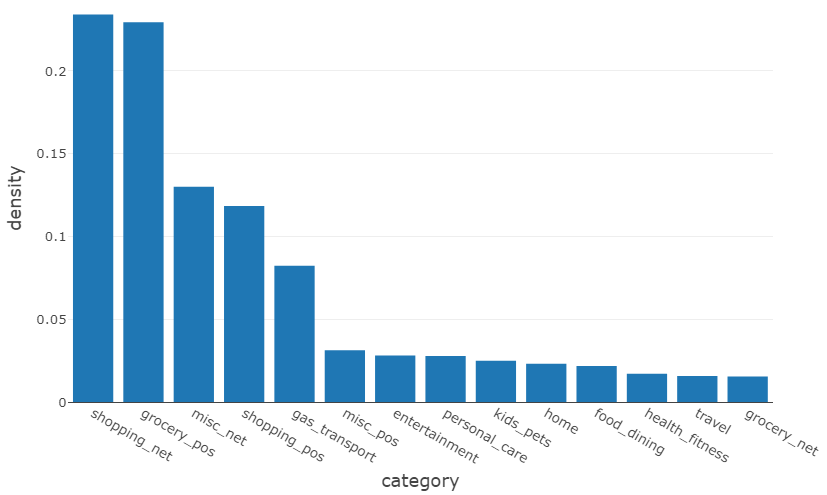 density
0.2
0.15
0.1
0.05
0
shopping_net
grocery_pos
misc_net
shopping_pos
gas_transport
misc_pos
entertainment
personal_care
kids_pets
home
food_dining
health_fitness
travel
grocery_net
category